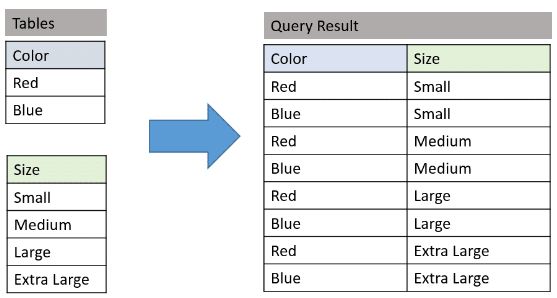 Tables
Color
Red
Blue
Size
Small
Medium
Large
Extra Large
Query Result
Color Size
Red Small
Blue Small
Red Medium
Blue Medium
Red Large
Blue Large
Red Extra Large
Blue Extra Large